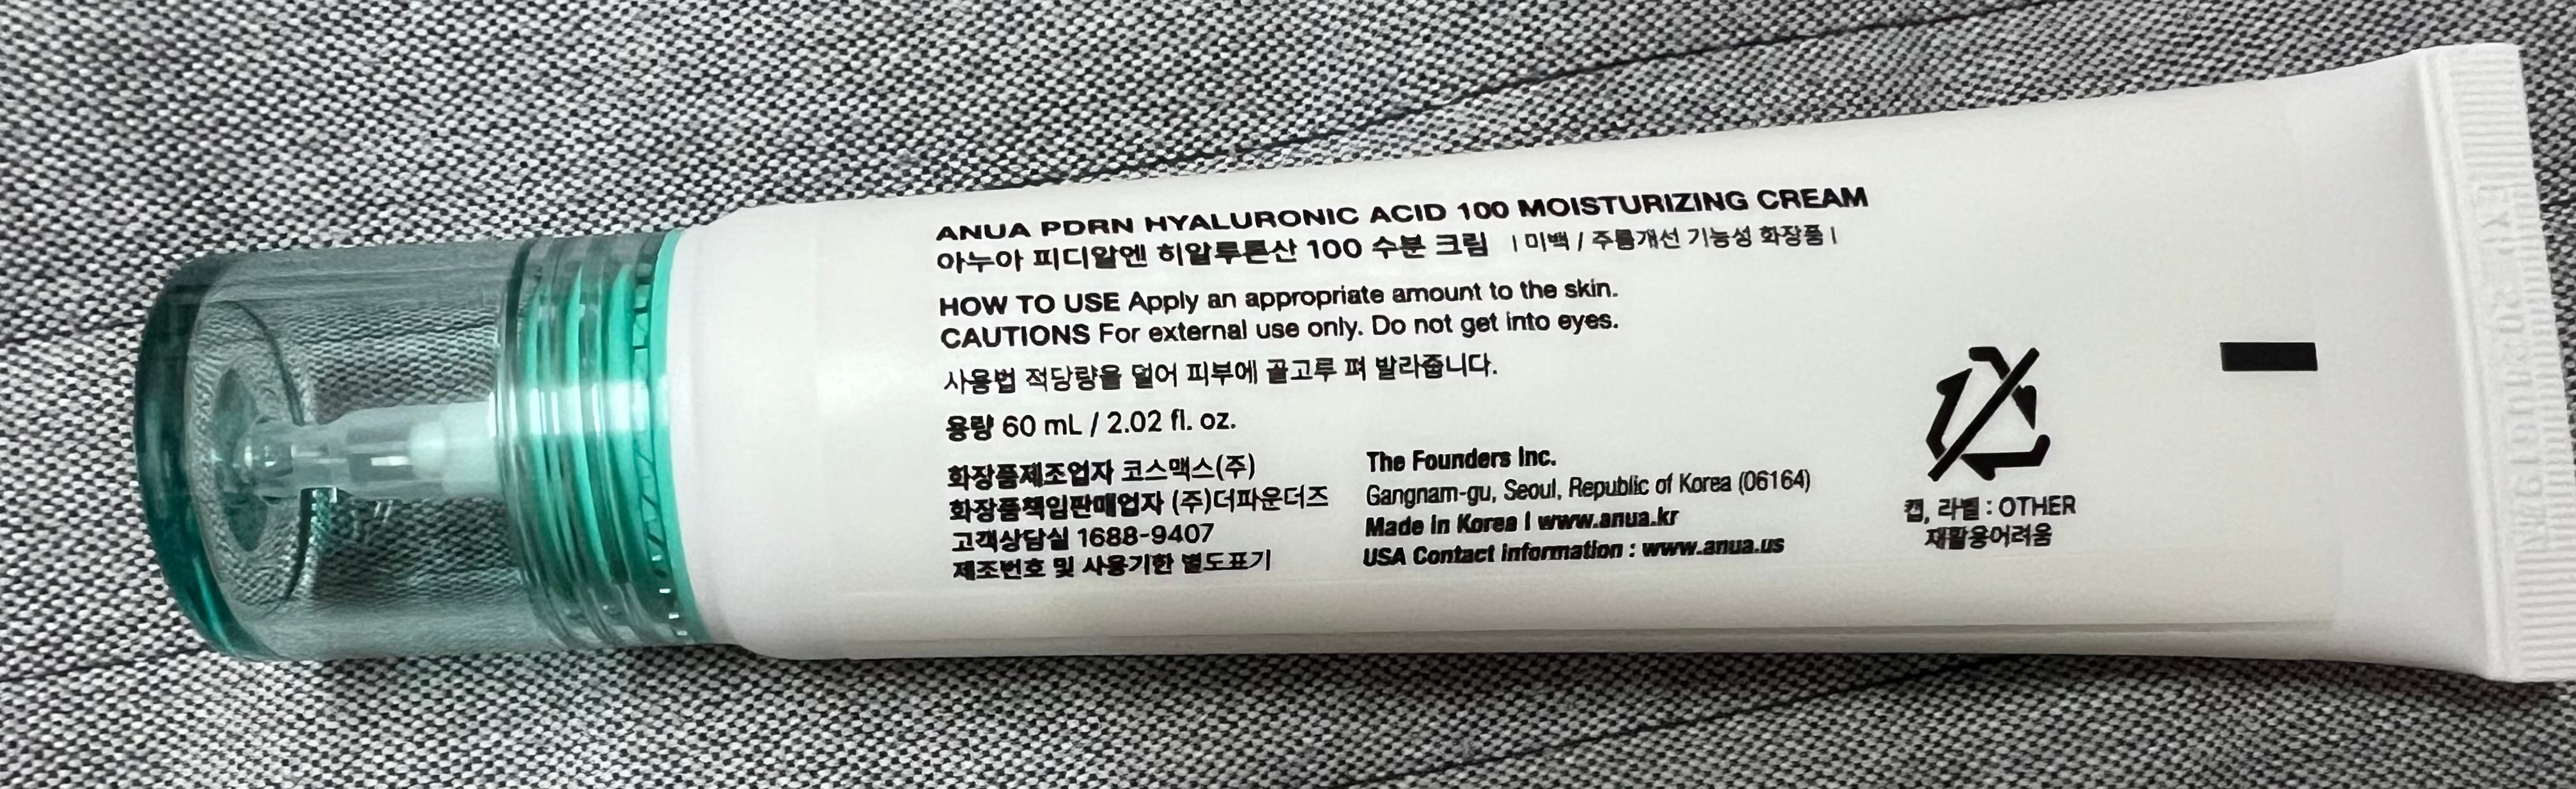 ANUA PDRN HYALURONIC ACID 100 MOISTURIZING CREAM
아누아 피디알엔 히알루론산 100 수분 크림 | 미백 / 주름개선 기능성 화장품 |
HOW TO USE Apply an appropriate amount to the skin.
CAUTIONS For external use only. Do not get into eyes.
사용법 적당량을 덜어 피부에 골고루 펴 발라줍니다.
용량 60 mL / 2.02 fl. oz.
화장품제조업자 코스맥스(주)
화장품책임판매업자 (주)더파운더즈
고객상담실 1688-9407
제조번호 및 사용기한 별도표기
The Founders Inc.
Gangnam-gu, Seoul, Republic of Korea (06164)
Made in Korea | www.anua.kr
USA Contact information : www.anua.us
캡, 라벨 : OTHER
재활용어려움